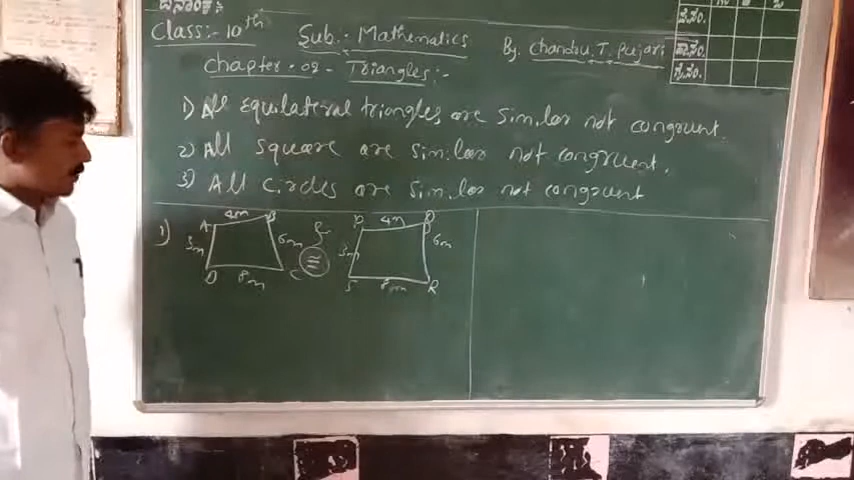 ದಿನಾಂಕ:
Class:- 10th Sub:- Mathematics By. Chandru.T. Pujari
Chapter-02- Triangles:-
1) All equilateral triangles are similar not congruent.
2) All square are similar not congruent.
3) All circles are similar not congruent
1) A 4m B 6m C 8m D 3m & ≅ P 4m Q 6m R 8m S 3m